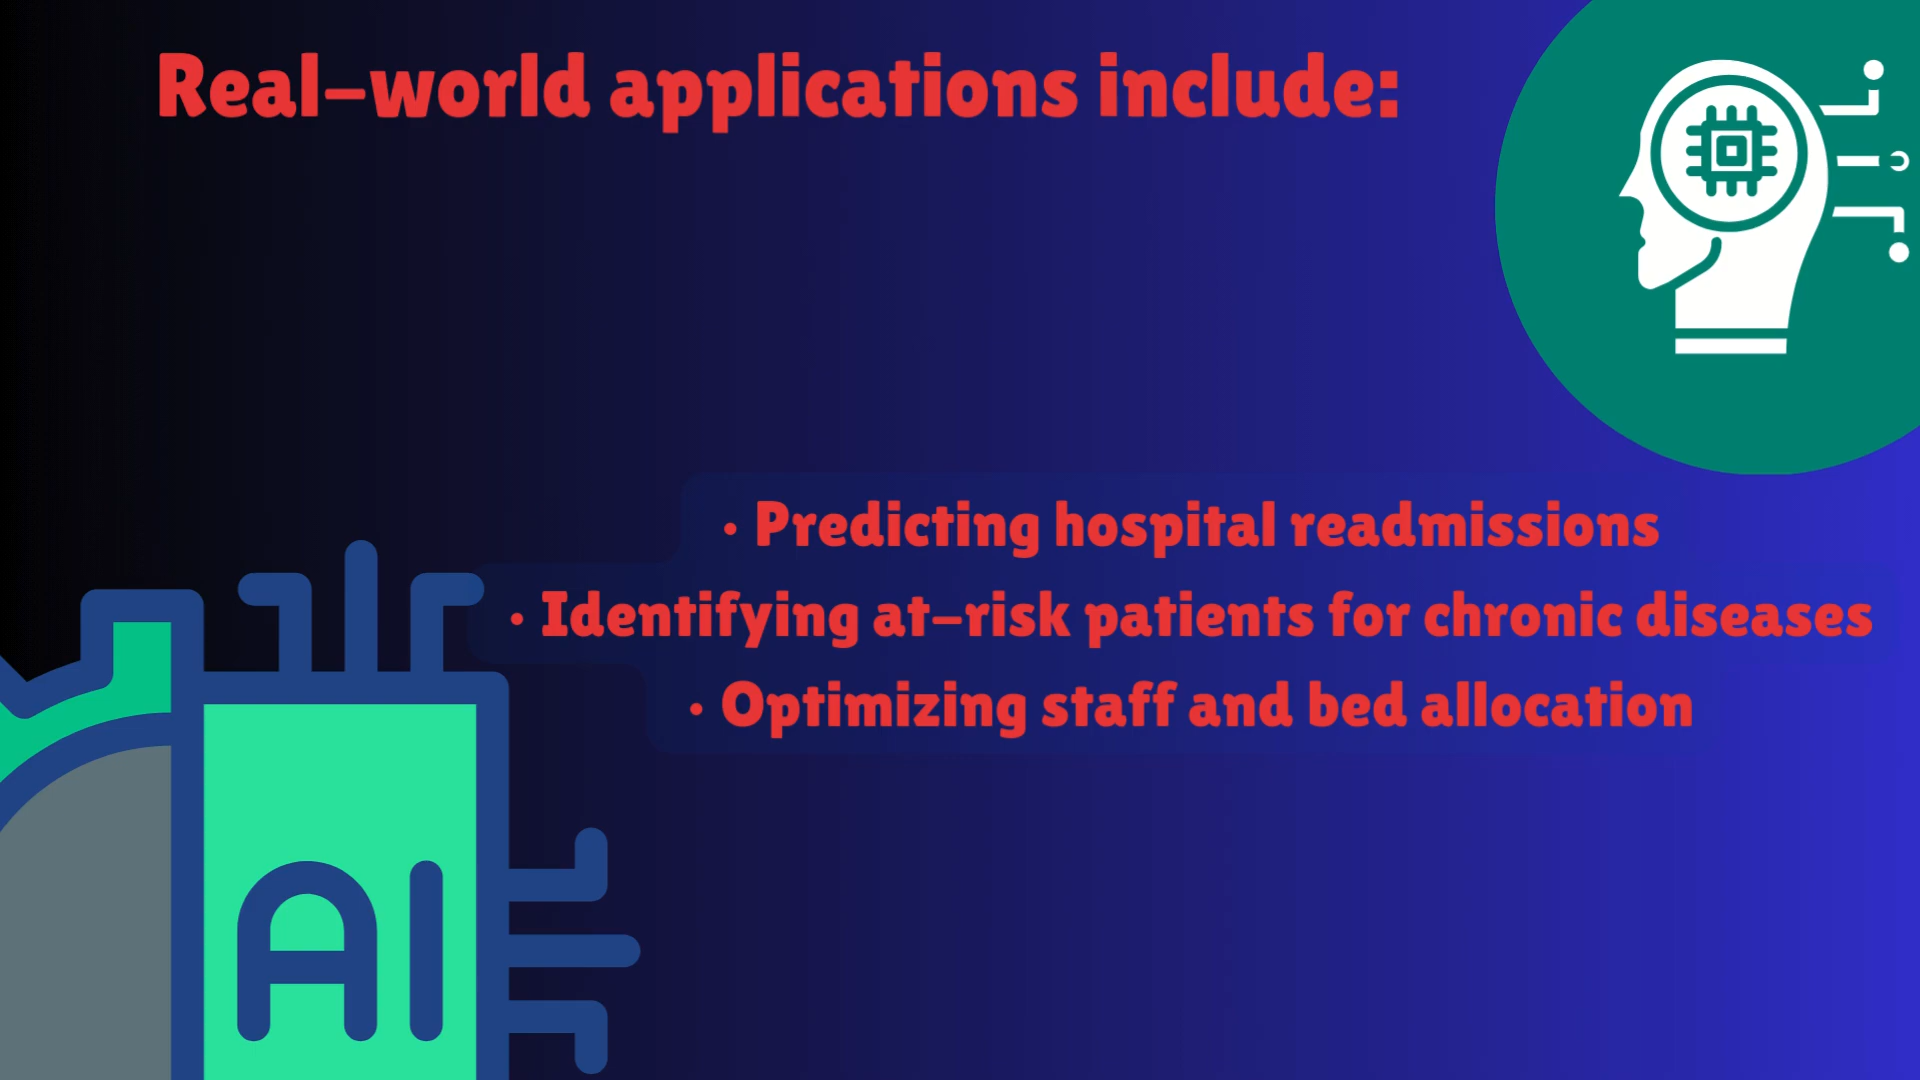 Real-world applications include:
• Predicting hospital readmissions
• Identifying at-risk patients for chronic diseases
• Optimizing staff and bed allocation
AI